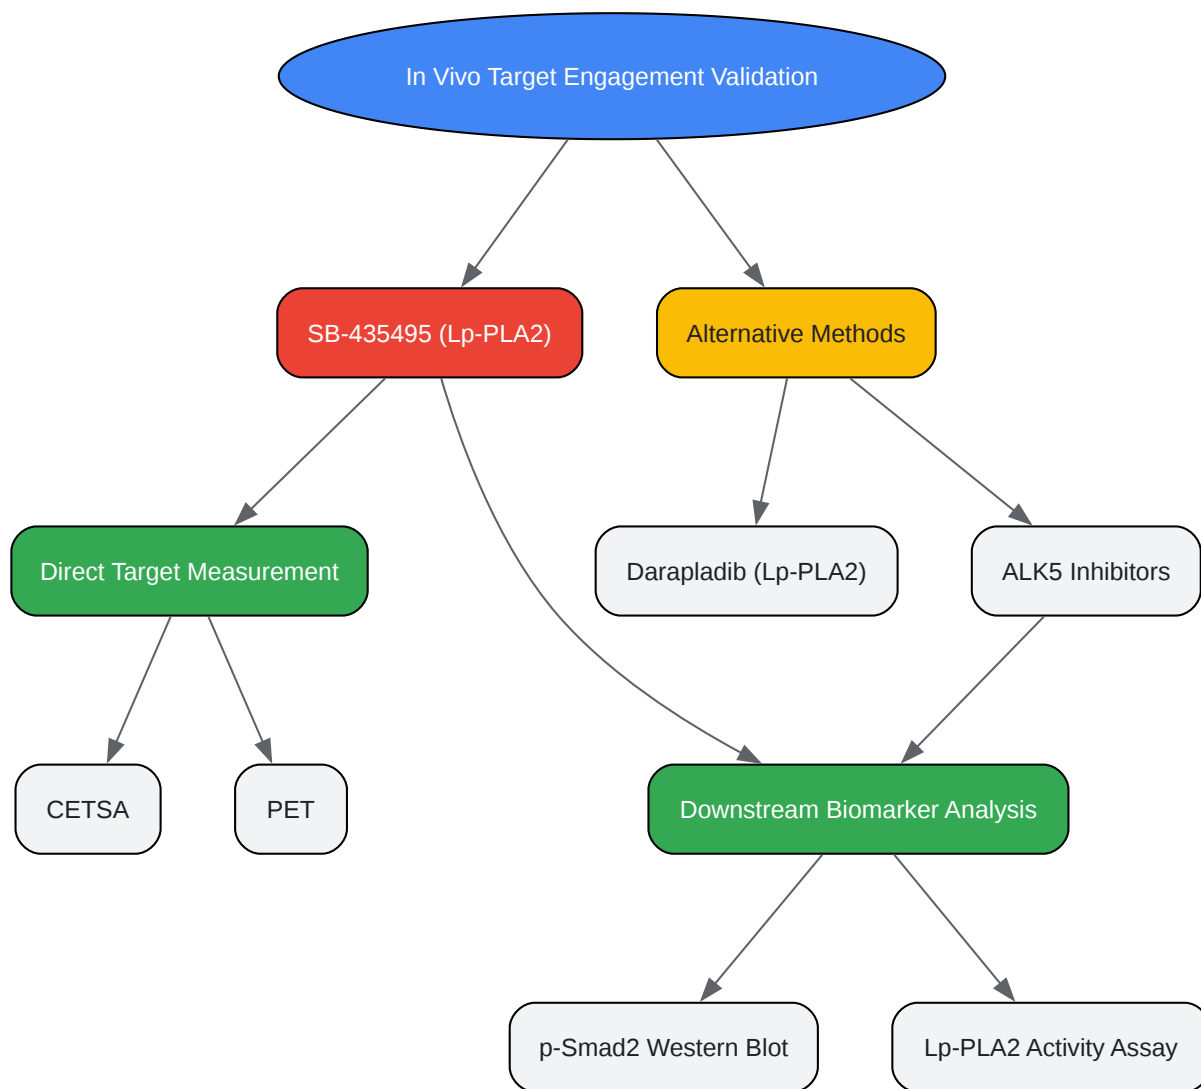 In Vivo Target Engagement Validation
SB-435495 (Lp-PLA2)
Alternative Methods
Direct Target Measurement
Darapladib (Lp-PLA2)
ALK5 Inhibitors
CETSA
PET
Downstream Biomarker Analysis
p-Smad2 Western Blot
Lp-PLA2 Activity Assay